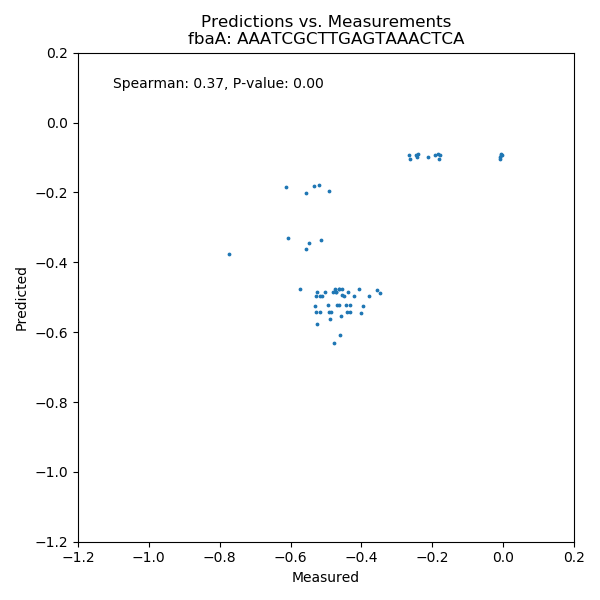 Predictions vs. Measurements
fbaA: AAATCGCTTGAGTAAACTCA
Spearman: 0.37, P-value: 0.00
0.2
0.0
−0.2
−0.4
−0.6
−0.8
−1.0
−1.2
Predicted
−1.2 −1.0 −0.8 −0.6 −0.4 −0.2 0.0 0.2
Measured